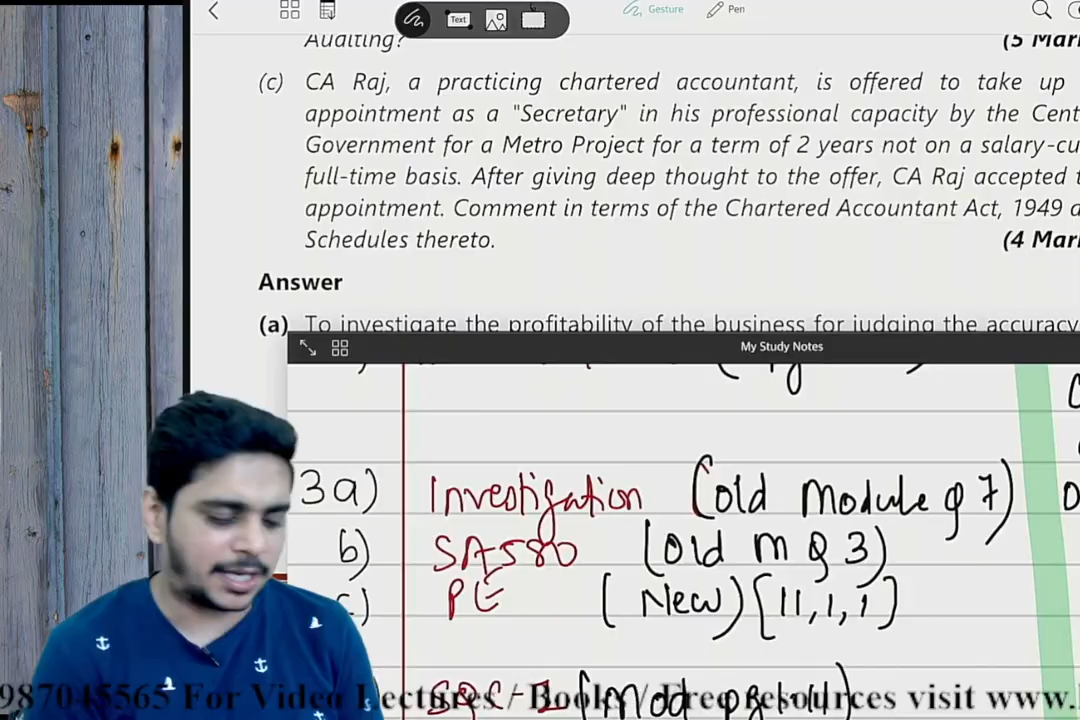 Text Gesture Pen
Auditing? (5 Mar
(c) CA Raj, a practicing chartered accountant, is offered to take up
appointment as a "Secretary" in his professional capacity by the Cent
Government for a Metro Project for a term of 2 years not on a salary-cu
full-time basis. After giving deep thought to the offer, CA Raj accepted t
appointment. Comment in terms of the Chartered Accountant Act, 1949 a
Schedules thereto. (4 Mar
Answer
(a) To investigate the profitability of the business for judging the accuracy
My Study Notes
3a) Investigation (old Module Q 7)
b) SA580 (Old M Q 3)
c) PE (New) [11,1,1]
987045565 For Video Lectures / Books / Free Resources visit www.